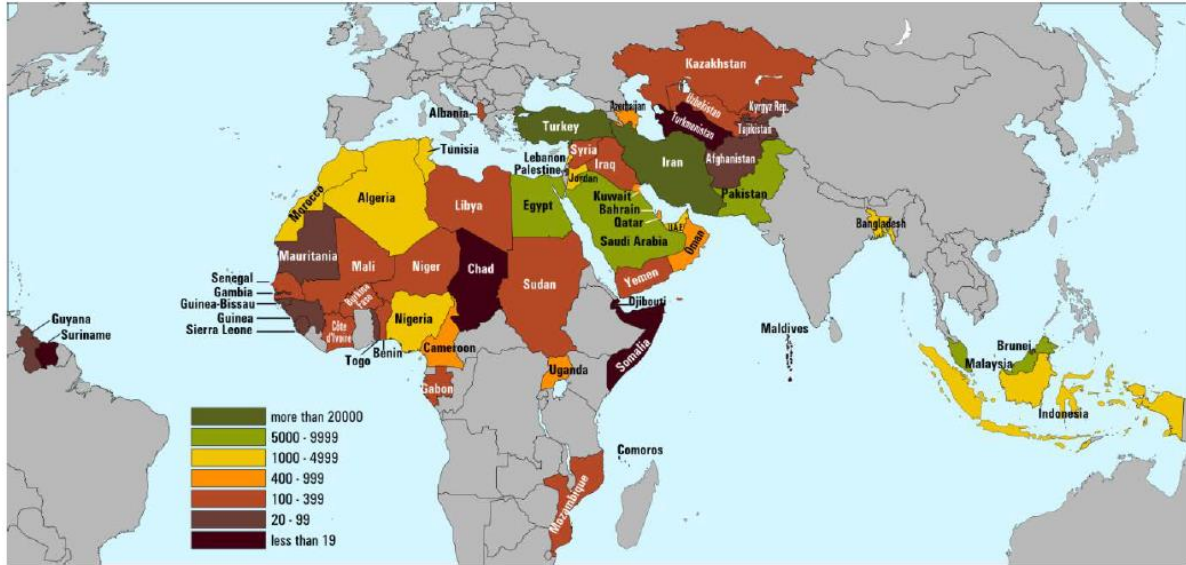 Kazakhstan
Uzbekistan
Kyrgyz Rep.
Azerbaijan
Turkmenistan
Tajikistan
Albania
Turkey
Tunisia
Lebanon
Syria
Iran
Afghanistan
Palestine
Iraq
Jordan
Morocco
Algeria
Libya
Egypt
Kuwait
Bahrain
Qatar
UAE
Pakistan
Saudi Arabia
Oman
Bangladesh
Mauritania
Mali
Niger
Chad
Sudan
Yemen
Senegal
Gambia
Guinea-Bissau
Guinea
Sierra Leone
Burkina
Faso
Côte
d'Ivoire
Togo
Benin
Nigeria
Cameroon
Djibouti
Somalia
Maldives
Guyana
Suriname
Gabon
Uganda
Brunei
Malaysia
Indonesia
Comoros
Mozambique
more than 20000
5000 - 9999
1000 - 4999
400 - 999
100 - 399
20 - 99
less than 19